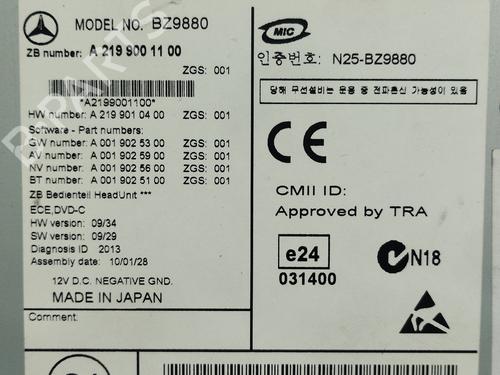 MODEL NO. BZ9880
ZB number: A 219 900 11 00
ZGS: 001
*A2199001100*
HW number: A 219 901 04 00 ZGS: 001
Software - Part numbers:
GW number: A 001 902 53 00 ZGS: 001
AV number: A 001 902 59 00 ZGS: 001
NV number: A 001 902 56 00 ZGS: 001
BT number: A 001 902 51 00 ZGS: 001
ZB Bedienteil HeadUnit ***
ECE,DVD-C
HW version: 09/34
SW version: 09/29
Diagnosis ID 2013
Assembly date: 10/01/28
12V D.C. NEGATIVE GND.
MADE IN JAPAN
Comment:
MIC
인증번호: N25-BZ9880
당해 무선설비는 운용 중 전파혼신 가능성이 있음
CE
CMII ID:
Approved by TRA
e24
031400
N18
B-PARTS